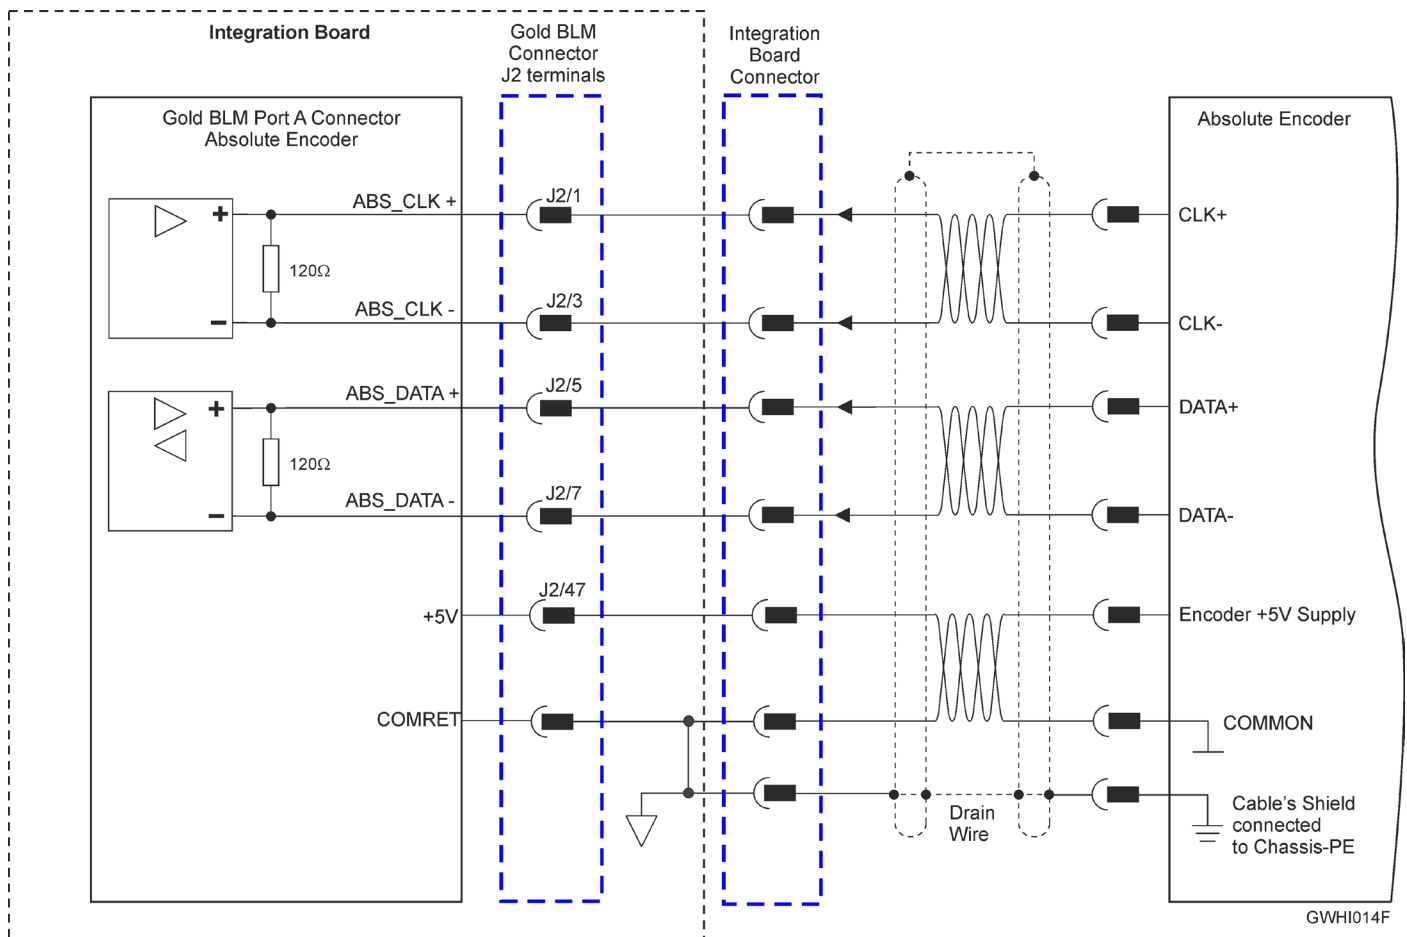 Integration Board
Gold BLM
Connector
J2 terminals
Integration
Board
Connector
Gold BLM Port A Connector
Absolute Encoder
Absolute Encoder
ABS_CLK +
J2/1
CLK+
120Ω
ABS_CLK -
J2/3
CLK-
ABS_DATA +
J2/5
DATA+
120Ω
ABS_DATA -
J2/7
DATA-
+5V
J2/47
Encoder +5V Supply
COMRET
COMMON
Drain
Wire
Cable's Shield
connected
to Chassis-PE
GWHI014F